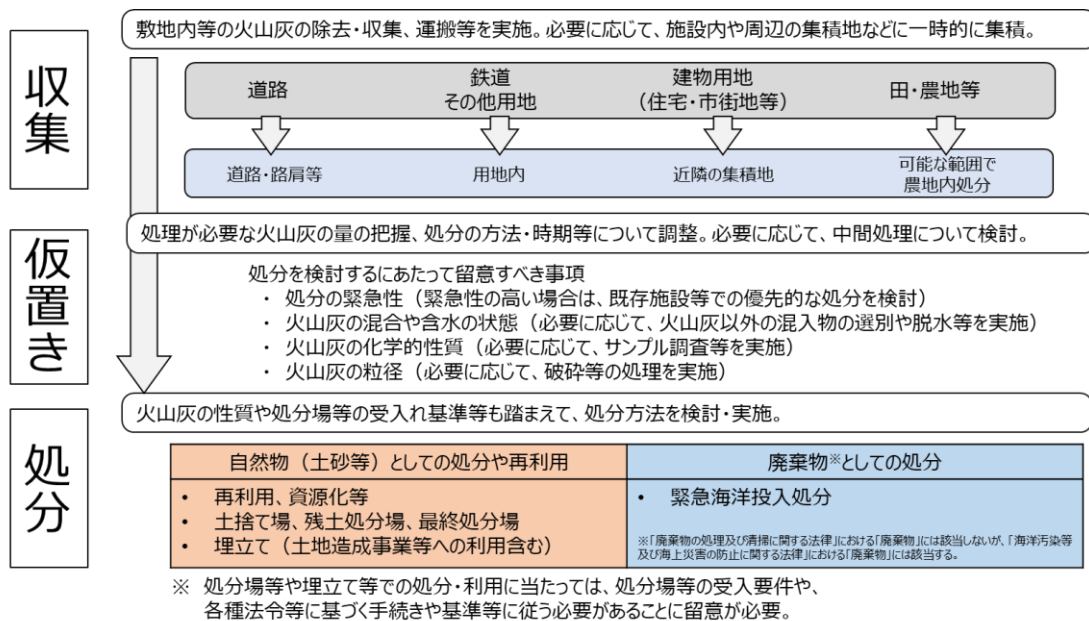 収集
敷地内等の火山灰の除去・収集、運搬等を実施。必要に応じて、施設内や周辺の集積地などに一時的に集積。
道路
鉄道
その他用地
建物用地
（住宅・市街地等）
田・農地等
道路・路肩等
用地内
近隣の集積地
可能な範囲で
農地内処分
仮置き
処理が必要な火山灰の量の把握、処分の方法・時期等について調整。必要に応じて、中間処理について検討。
処分を検討するにあたって留意すべき事項
・ 処分の緊急性（緊急性の高い場合は、既存施設等での優先的な処分を検討）
・ 火山灰の混合や含水の状態（必要に応じて、火山灰以外の混入物の選別や脱水等を実施）
・ 火山灰の化学的性質（必要に応じて、サンプル調査等を実施）
・ 火山灰の粒径（必要に応じて、破砕等の処理を実施）
処分
火山灰の性質や処分場等の受入れ基準等も踏まえて、処分方法を検討・実施。
自然物（土砂等）としての処分や再利用
• 再利用、資源化等
• 土捨て場、残土処分場、最終処分場
• 埋立て（土地造成事業等への利用含む）
廃棄物※としての処分
• 緊急海洋投入処分
※「廃棄物の処理及び清掃に関する法律」における「廃棄物」には該当しないが、「海洋汚染等
及び海上災害の防止に関する法律」における「廃棄物」には該当する。
※ 処分場等や埋立て等での処分・利用に当たっては、処分場等の受入要件や、
各種法令等に基づく手続きや基準等に従う必要があることに留意が必要。